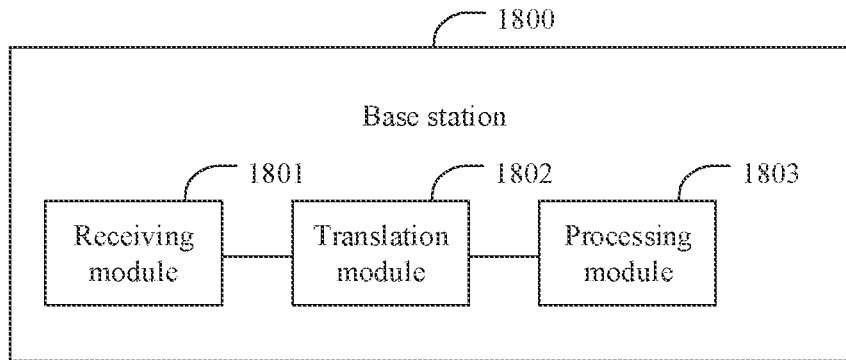 1800
Base station
1801
1802
1803
Receiving
module
Translation
module
Processing
module